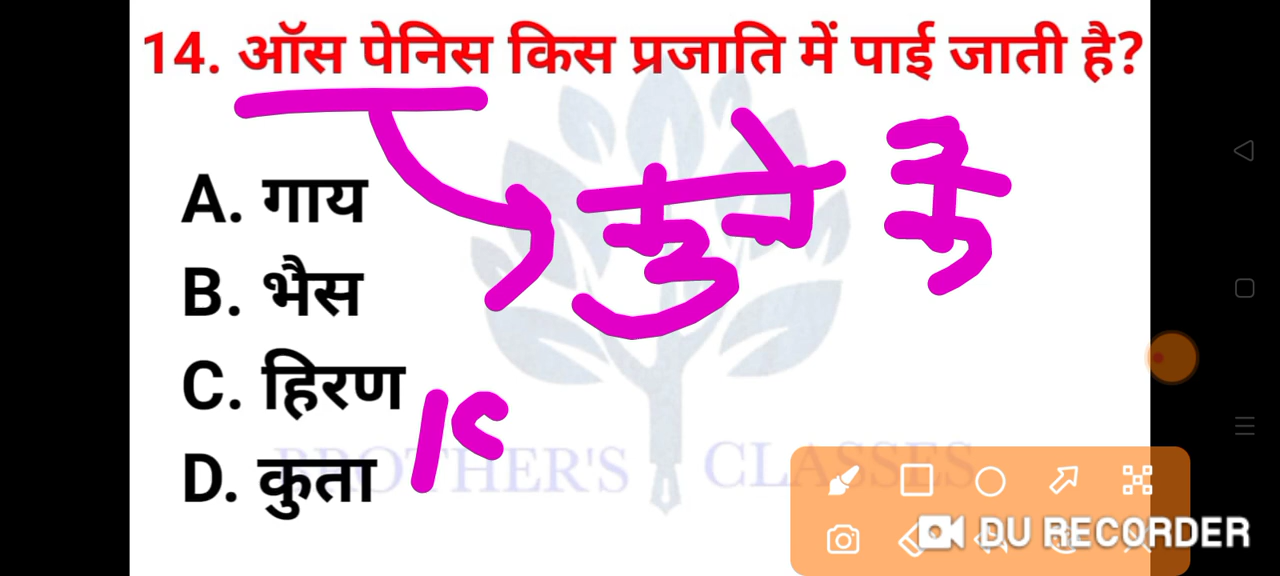 14. ऑस पेनिस किस प्रजाति में पाई जाती है?
A. गाय
B. भैस
C. हिरण
D. कुता
BROTHER'S CLASSES
DU RECORDER